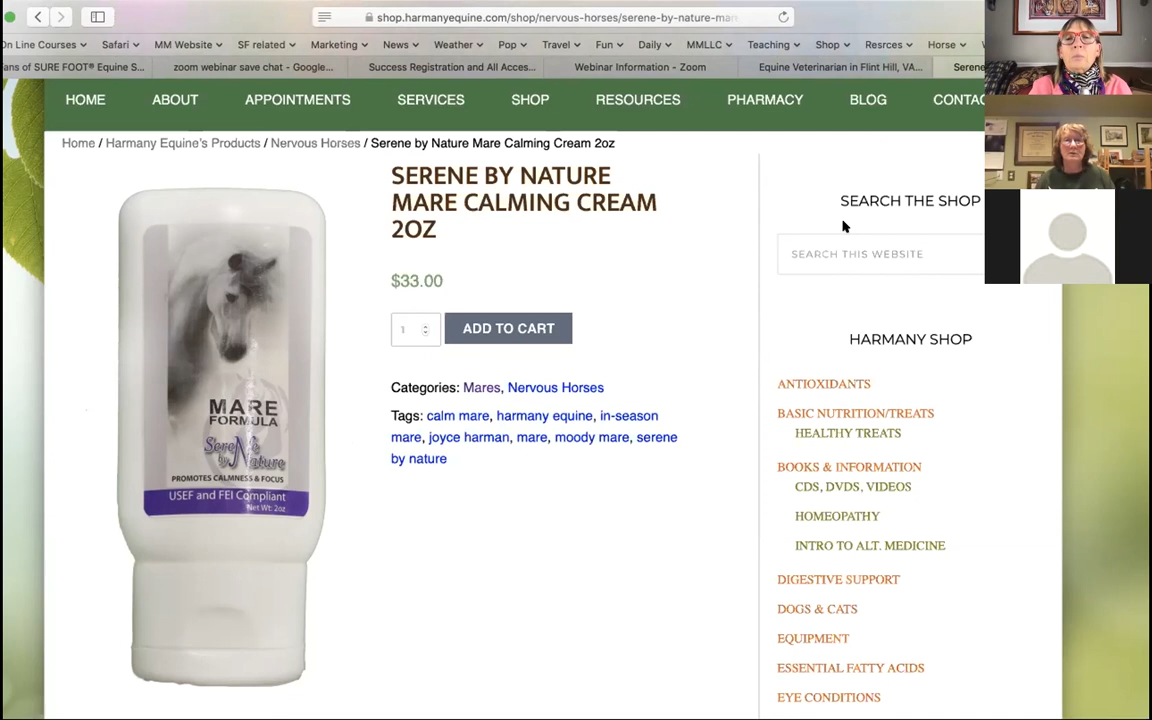 shop.harmanyequine.com/shop/nervous-horses/serene-by-nature-man
On Line Courses Safari MM Website SF related Marketing News Weather Pop Travel Fun Daily MMLLC Teaching Shop Resrces Horse
ans of SURE FOOT® Equine S... zoom webinar save chat - Google... Success Registration and All Acces... Webinar Information - Zoom Equine Veterinarian in Flint Hill, VA... Serene
HOME ABOUT APPOINTMENTS SERVICES SHOP RESOURCES PHARMACY BLOG CONTAC
Home / Harmany Equine's Products / Nervous Horses / Serene by Nature Mare Calming Cream 2oz
SERENE BY NATURE
MARE CALMING CREAM
2OZ
$33.00
1 ADD TO CART
Categories: Mares, Nervous Horses
Tags: calm mare, harmany equine, in-season
mare, joyce harman, mare, moody mare, serene
by nature
MARE
FORMULA
Serene
by Nature
PROMOTES CALMNESS & FOCUS
USEF and FEI Compliant
Net Wt: 2oz
SEARCH THE SHOP
SEARCH THIS WEBSITE
HARMANY SHOP
ANTIOXIDANTS
BASIC NUTRITION/TREATS
HEALTHY TREATS
BOOKS & INFORMATION
CDS, DVDS, VIDEOS
HOMEOPATHY
INTRO TO ALT. MEDICINE
DIGESTIVE SUPPORT
DOGS & CATS
EQUIPMENT
ESSENTIAL FATTY ACIDS
EYE CONDITIONS